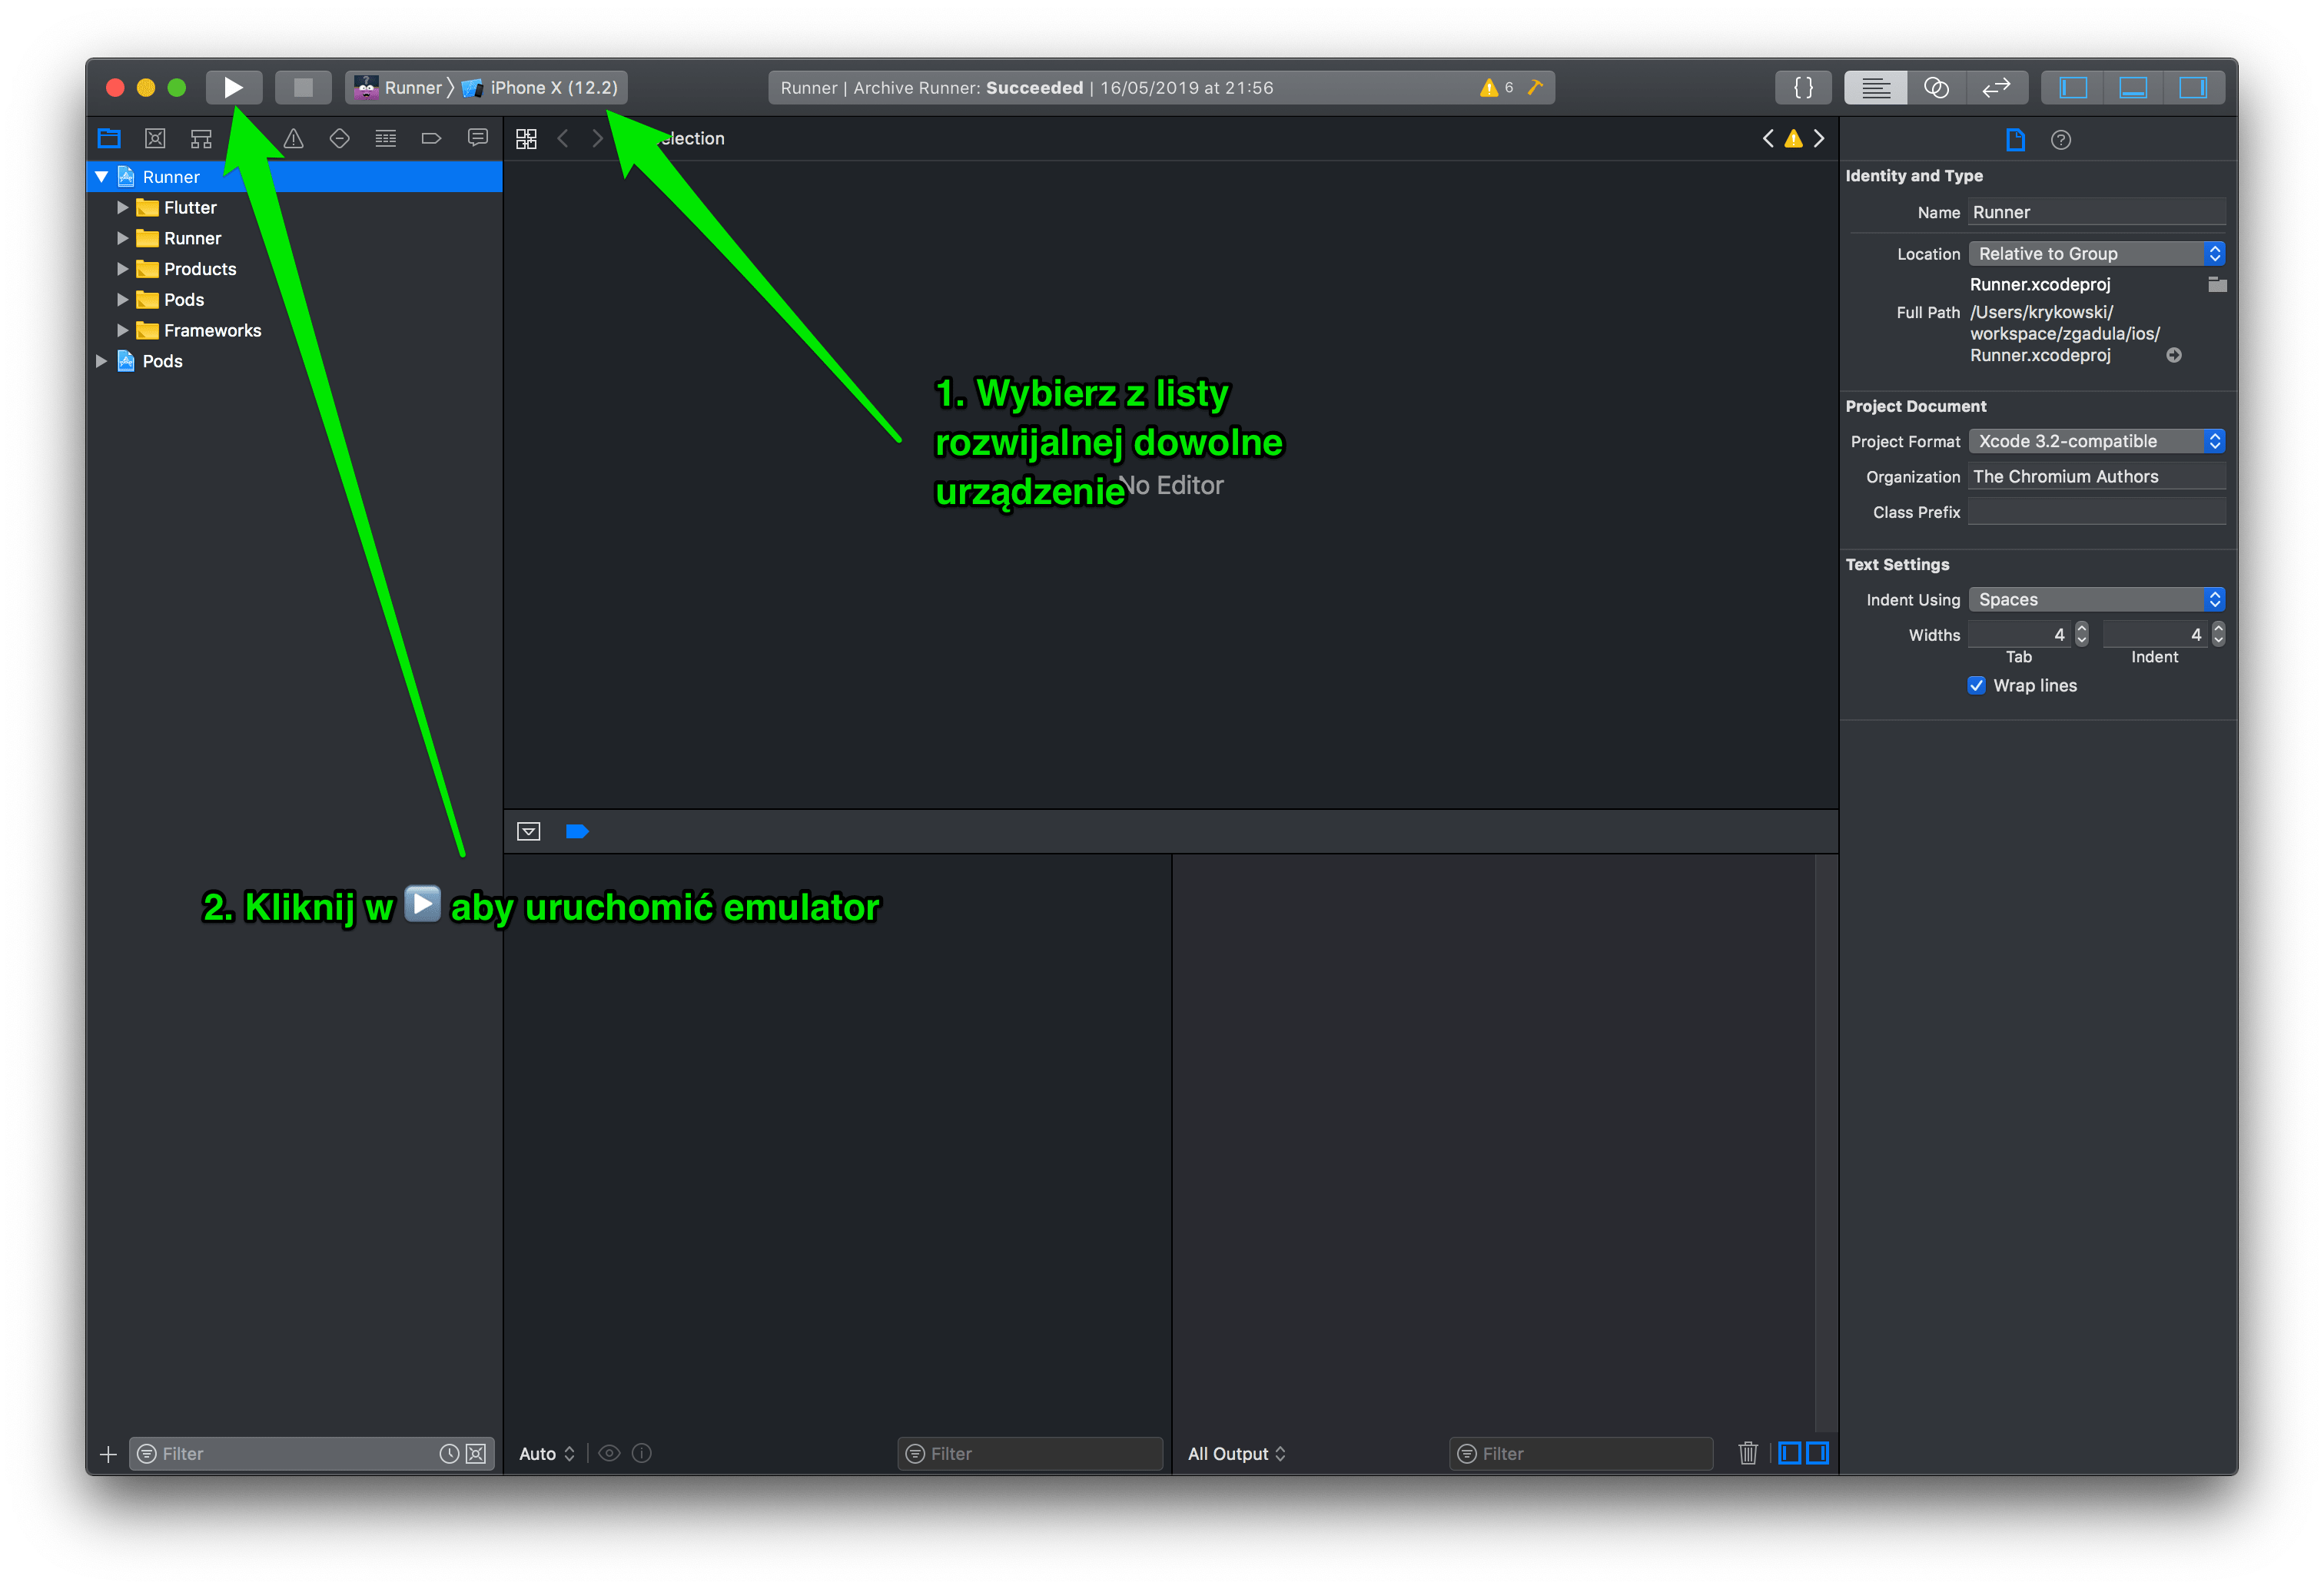 Runner 〉 iPhone X (12.2)
Runner | Archive Runner: Succeeded | 16/05/2019 at 21:56
6
{ }
election
Runner
Flutter
Runner
Products
Pods
Frameworks
Pods
1. Wybierz z listy
rozwijalnej dowolne
urządzenie
No Editor
2. Kliknij w ▶️ aby uruchomić emulator
Identity and Type
Name Runner
Location Relative to Group
Runner.xcodeproj
Full Path /Users/krykowski/
workspace/zgadula/ios/
Runner.xcodeproj
Project Document
Project Format Xcode 3.2-compatible
Organization The Chromium Authors
Class Prefix
Text Settings
Indent Using Spaces
Widths 4 4
Tab Indent
Wrap lines
Filter
Auto
Filter
All Output
Filter